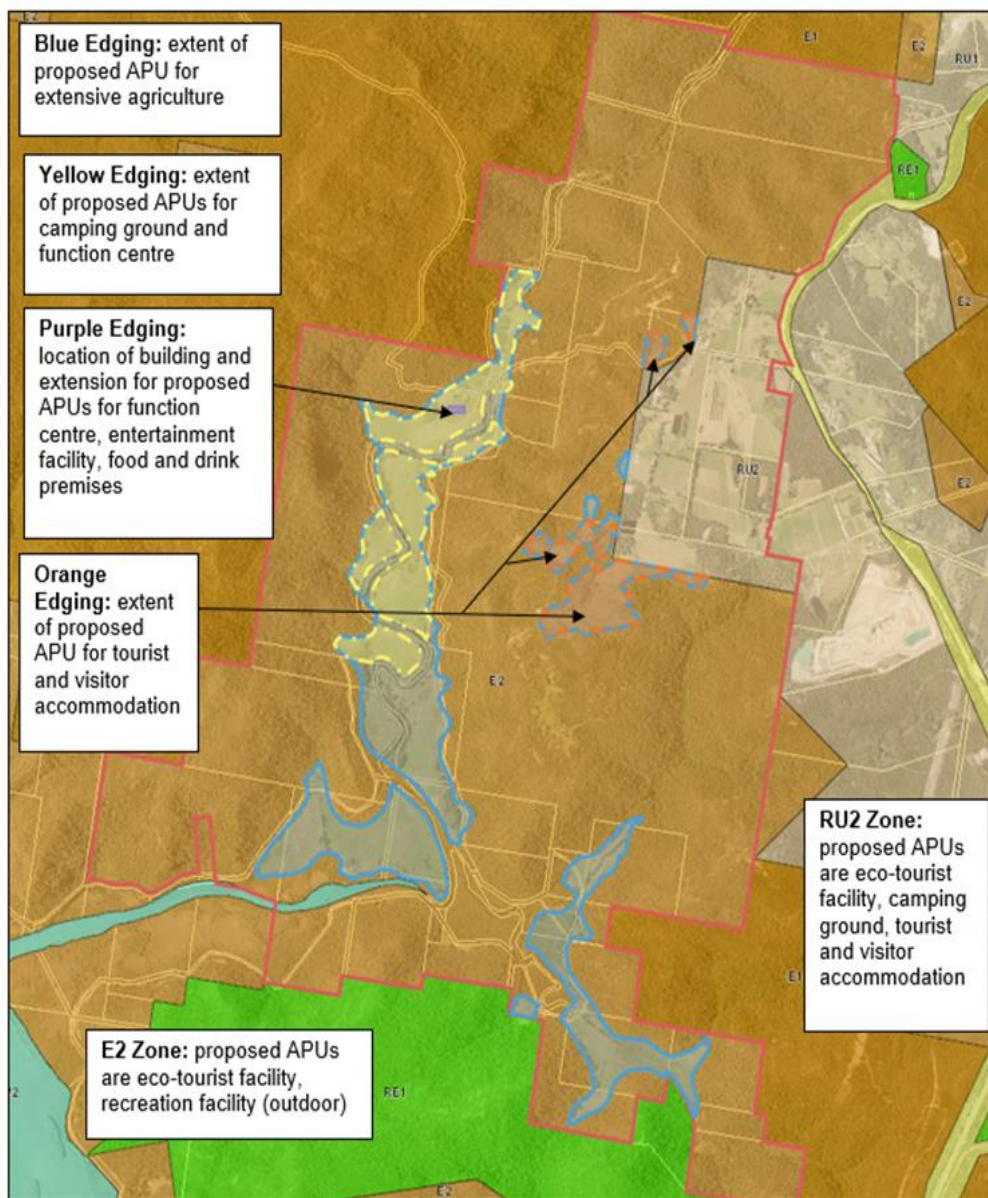 E2
Blue Edging: extent of
proposed APU for
extensive agriculture
E1
E2
RU1
RE1
Yellow Edging: extent
of proposed APUs for
camping ground and
function centre
E2
Purple Edging:
location of building and
extension for proposed
APUs for function
centre, entertainment
facility, food and drink
premises
RU2
E2
Orange
Edging: extent
of proposed
APU for tourist
and visitor
accommodation
E2
RU2 Zone:
proposed APUs
are eco-tourist
facility, camping
ground, tourist
and visitor
accommodation
E1
E2 Zone: proposed APUs
are eco-tourist facility,
recreation facility (outdoor)
RE1
E2